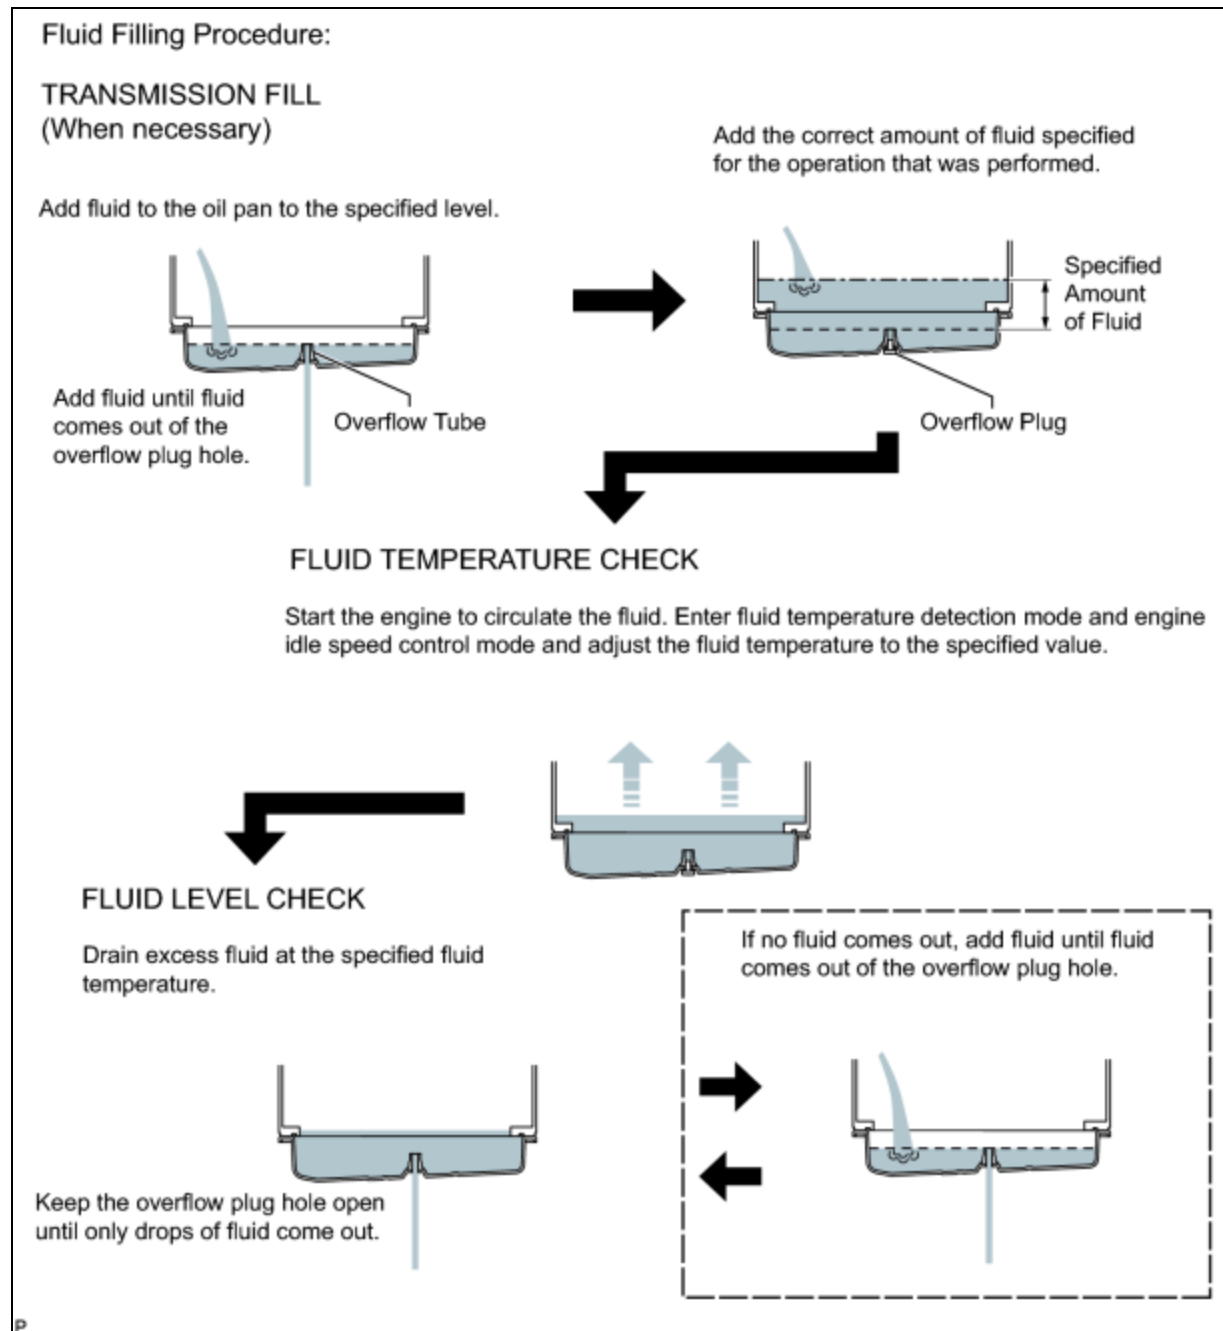 Fluid Filling Procedure:
TRANSMISSION FILL
(When necessary)
Add fluid to the oil pan to the specified level.
Add fluid until fluid
comes out of the
overflow plug hole.
Overflow Tube
Add the correct amount of fluid specified
for the operation that was performed.
Specified
Amount
of Fluid
Overflow Plug
FLUID TEMPERATURE CHECK
Start the engine to circulate the fluid. Enter fluid temperature detection mode and engine
idle speed control mode and adjust the fluid temperature to the specified value.
FLUID LEVEL CHECK
Drain excess fluid at the specified fluid
temperature.
Keep the overflow plug hole open
until only drops of fluid come out.
If no fluid comes out, add fluid until fluid
comes out of the overflow plug hole.
P